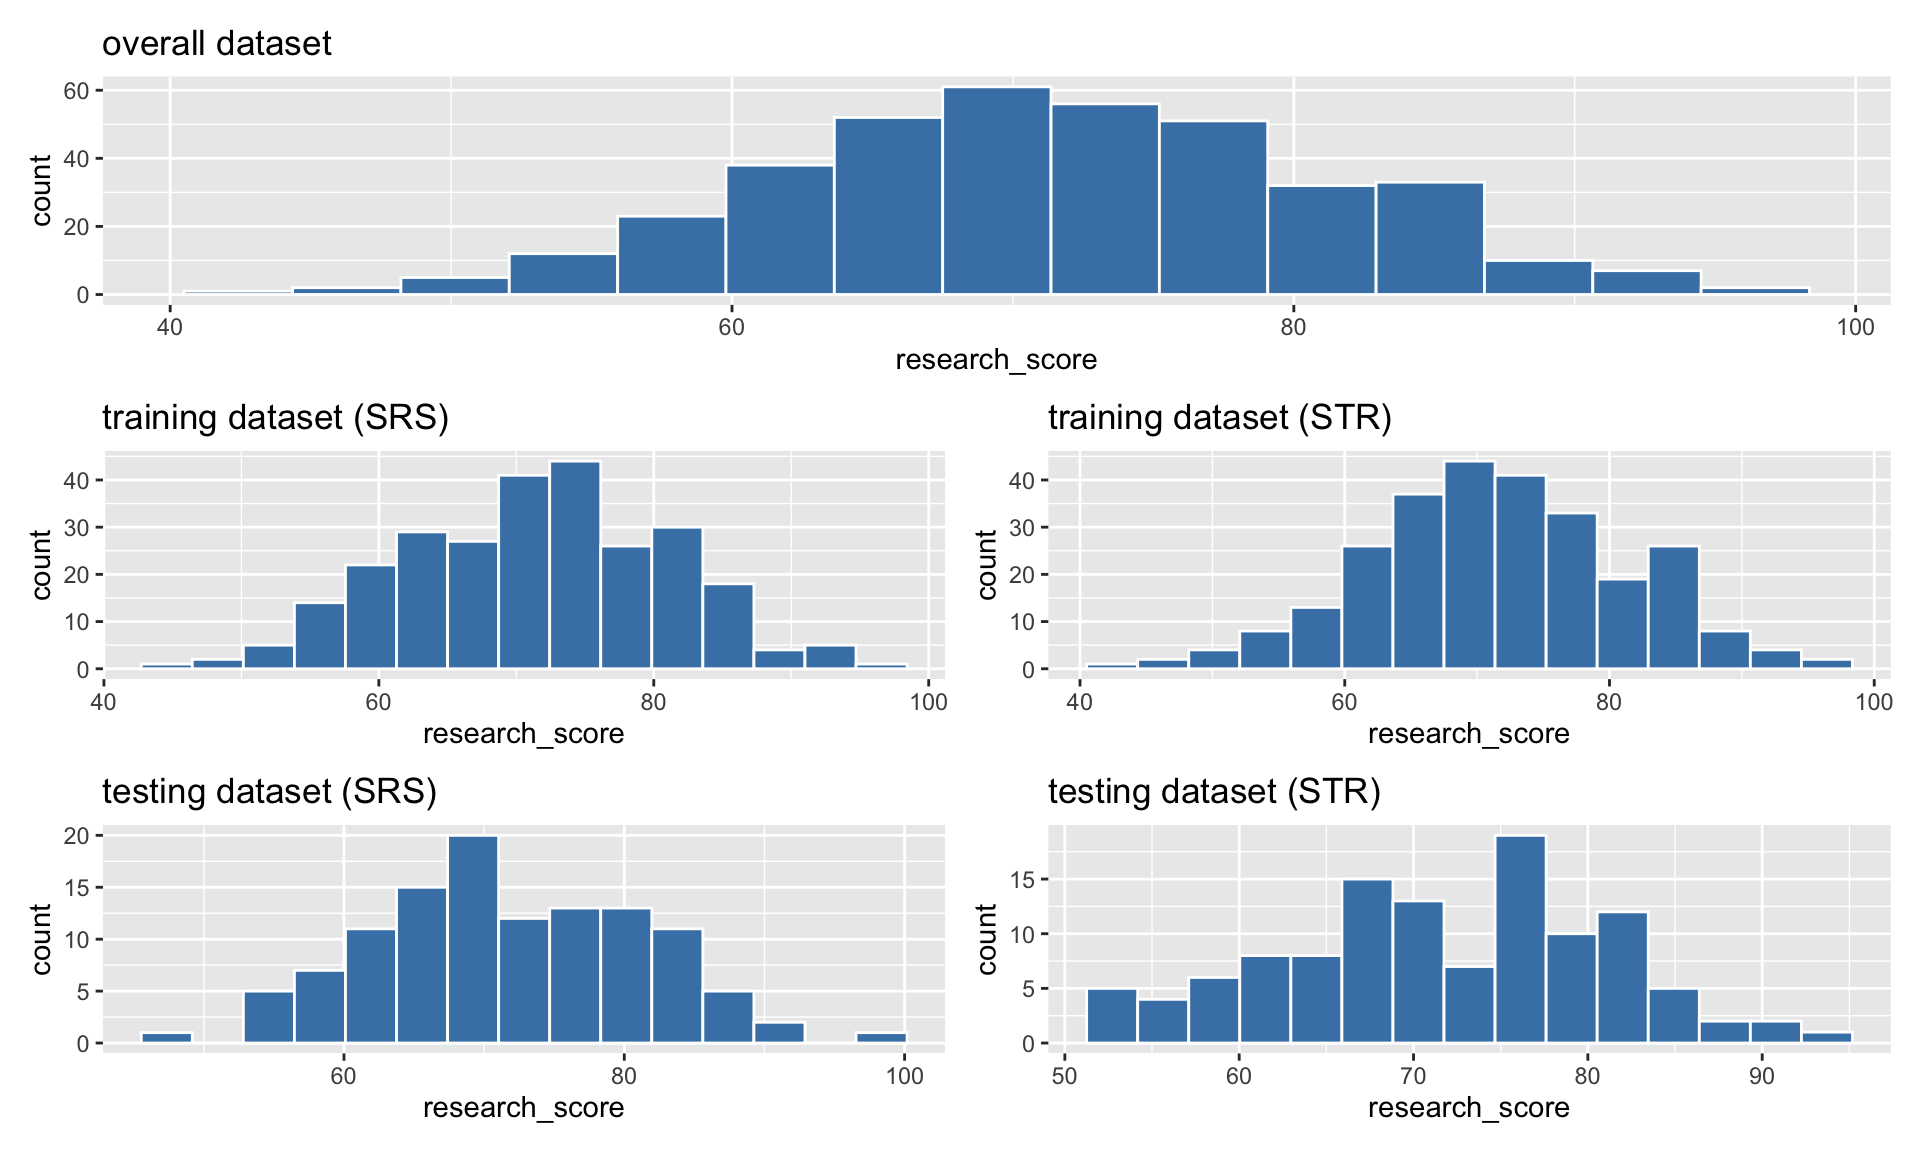 overall dataset
60
40
20
0
count
40 60 80 100
research_score
training dataset (SRS)
40
30
20
10
0
count
40 60 80 100
research_score
training dataset (STR)
40
30
20
10
0
count
40 60 80 100
research_score
testing dataset (SRS)
20
15
10
5
0
count
60 80 100
research_score
testing dataset (STR)
15
10
5
0
count
50 60 70 80 90
research_score